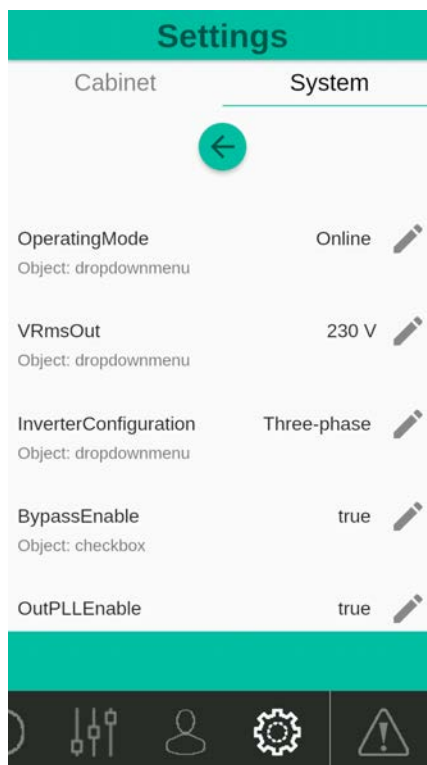 Settings
Cabinet System
OperatingMode Online
Object: dropdownmenu
VRmsOut 230 V
Object: dropdownmenu
InverterConfiguration Three-phase
Object: dropdownmenu
BypassEnable true
Object: checkbox
OutPLLEnable true